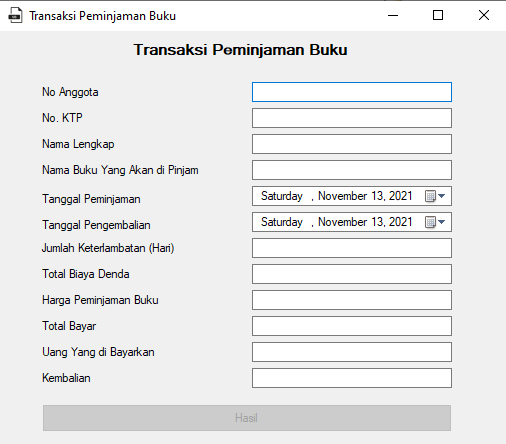 Transaksi Peminjaman Buku
Transaksi Peminjaman Buku
No Anggota
No. KTP
Nama Lengkap
Nama Buku Yang Akan di Pinjam
Tanggal Peminjaman Saturday , November 13, 2021
Tanggal Pengembalian Saturday , November 13, 2021
Jumlah Keterlambatan (Hari)
Total Biaya Denda
Harga Peminjaman Buku
Total Bayar
Uang Yang di Bayarkan
Kembalian
Hasil